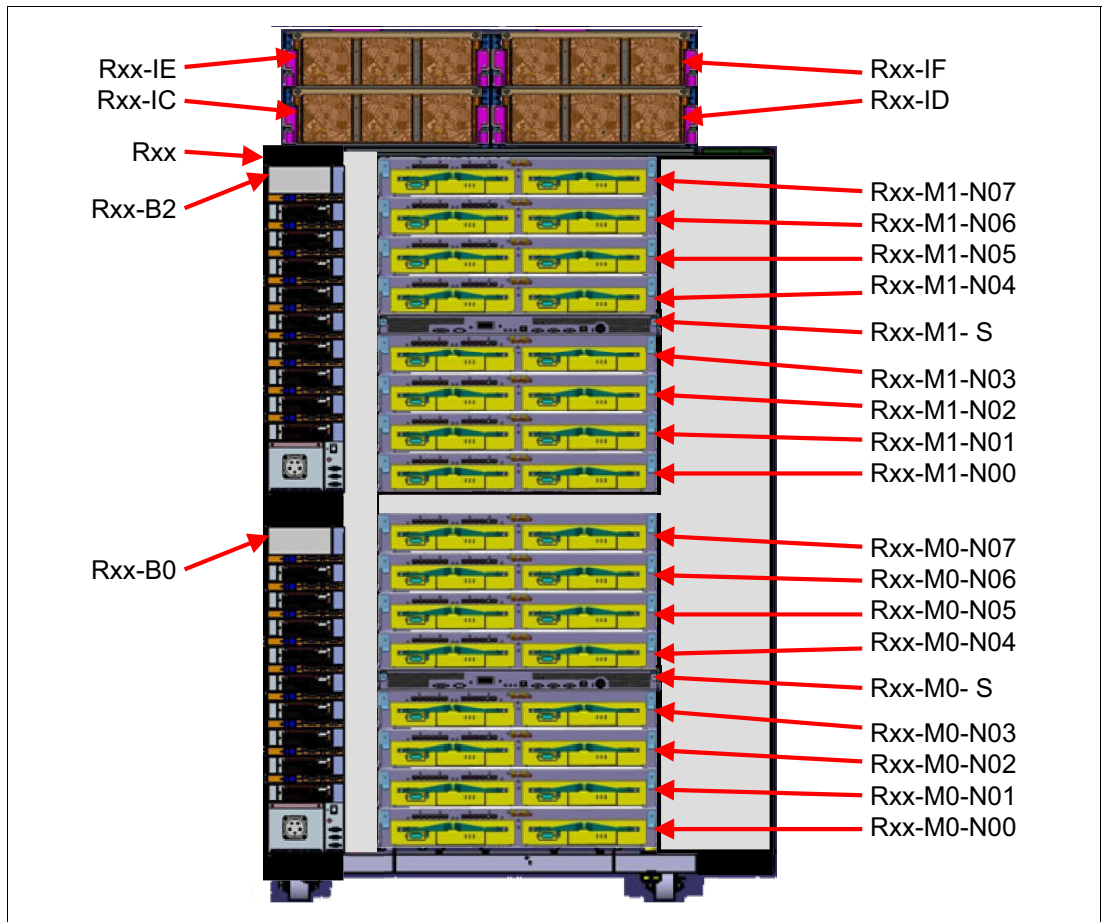 Rxx-IE
Rxx-IC
Rxx
Rxx-B2
Rxx-B0
Rxx-IF
Rxx-ID
Rxx-M1-N07
Rxx-M1-N06
Rxx-M1-N05
Rxx-M1-N04
Rxx-M1- S
Rxx-M1-N03
Rxx-M1-N02
Rxx-M1-N01
Rxx-M1-N00
Rxx-M0-N07
Rxx-M0-N06
Rxx-M0-N05
Rxx-M0-N04
Rxx-M0- S
Rxx-M0-N03
Rxx-M0-N02
Rxx-M0-N01
Rxx-M0-N00